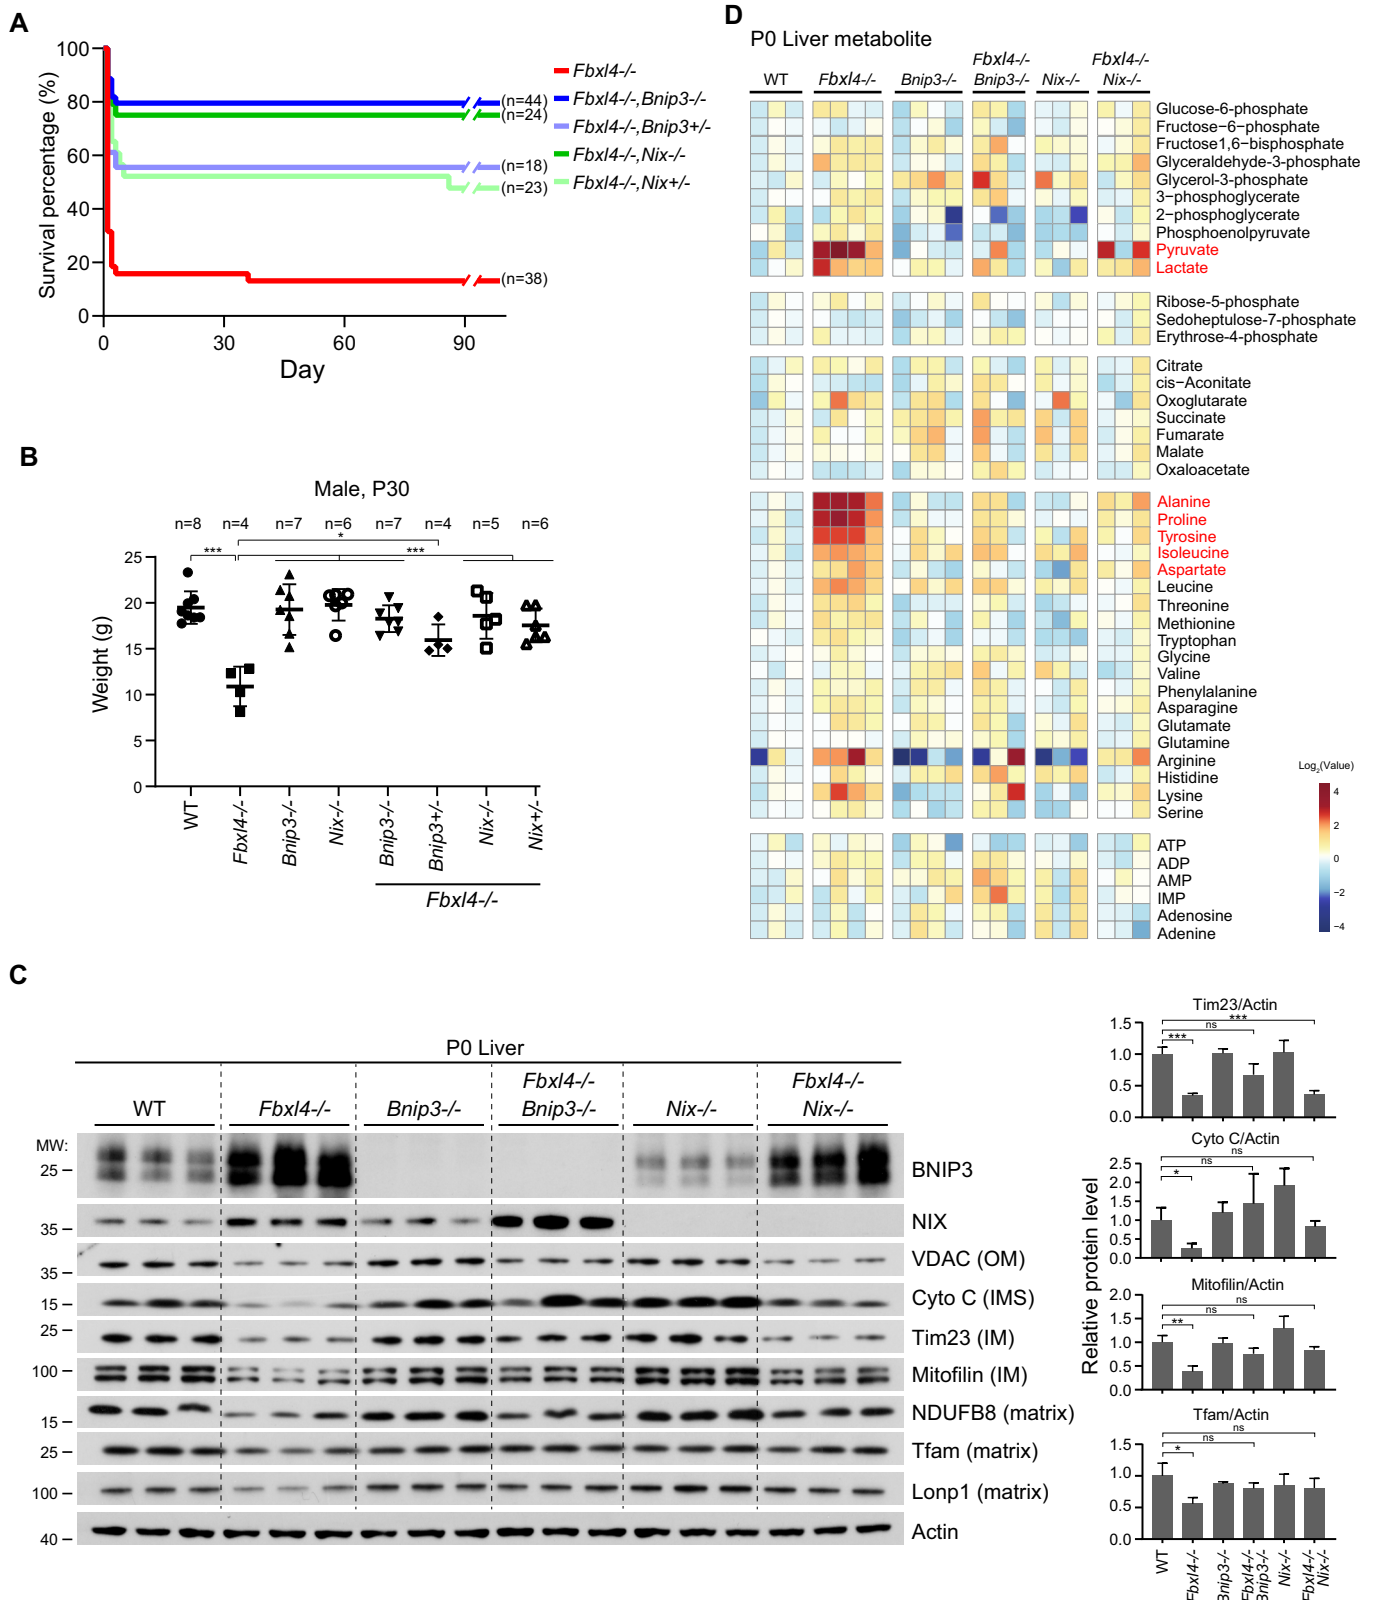 A
100
80
60
40
20
0
Survival percentage (%)
0
30
60
90
Day
(n=44)
(n=24)
(n=18)
(n=23)
(n=38)
Fbxl4-/-
Fbxl4-/-,Bnip3-/-
Fbxl4-/-,Bnip3+/-
Fbxl4-/-,Nix-/-
Fbxl4-/-,Nix+/-
B
Male, P30
n=8 n=4 n=7 n=6 n=7 n=4 n=5 n=6
*
*** ***
25
20
15
10
5
0
Weight (g)
WT
Fbxl4-/-
Bnip3-/-
Nix-/-
Bnip3-/-
Bnip3+/-
Nix-/-
Nix+/-
Fbxl4-/-
D
P0 Liver metabolite
WT
Fbxl4-/-
Bnip3-/-
Fbxl4-/-
Bnip3-/-
Nix-/-
Fbxl4-/-
Nix-/-
Glucose-6-phosphate
Fructose−6−phosphate
Fructose1,6−bisphosphate
Glyceraldehyde-3-phosphate
Glycerol-3-phosphate
3−phosphoglycerate
2−phosphoglycerate
Phosphoenolpyruvate
Pyruvate
Lactate
Ribose-5-phosphate
Sedoheptulose-7-phosphate
Erythrose-4-phosphate
Citrate
cis−Aconitate
Oxoglutarate
Succinate
Fumarate
Malate
Oxaloacetate
Alanine
Proline
Tyrosine
Isoleucine
Aspartate
Leucine
Threonine
Methionine
Tryptophan
Glycine
Valine
Phenylalanine
Asparagine
Glutamate
Glutamine
Arginine
Histidine
Lysine
Serine
ATP
ADP
AMP
IMP
Adenosine
Adenine
Log2(Value)
4
2
0
−2
−4
C
P0 Liver
WT
Fbxl4-/-
Bnip3-/-
Fbxl4-/-
Bnip3-/-
Nix-/-
Fbxl4-/-
Nix-/-
MW:
25
BNIP3
35
NIX
35
VDAC (OM)
15
Cyto C (IMS)
25
Tim23 (IM)
100
Mitofilin (IM)
15
NDUFB8 (matrix)
25
Tfam (matrix)
100
Lonp1 (matrix)
40
Actin
Relative protein level
Tim23/Actin
1.5
1.0
0.5
0.0
***
ns
***
Cyto C/Actin
2.5
2.0
1.5
1.0
0.5
0.0
ns
ns
*
Mitofilin/Actin
2.0
1.5
1.0
0.5
0.0
ns
ns
**
Tfam/Actin
1.5
1.0
0.5
0.0
ns
ns
*
WT
Fbxl4-/-
Bnip3-/-
Fbxl4-/-
Bnip3-/-
Nix-/-
Fbxl4-/-
Nix-/-